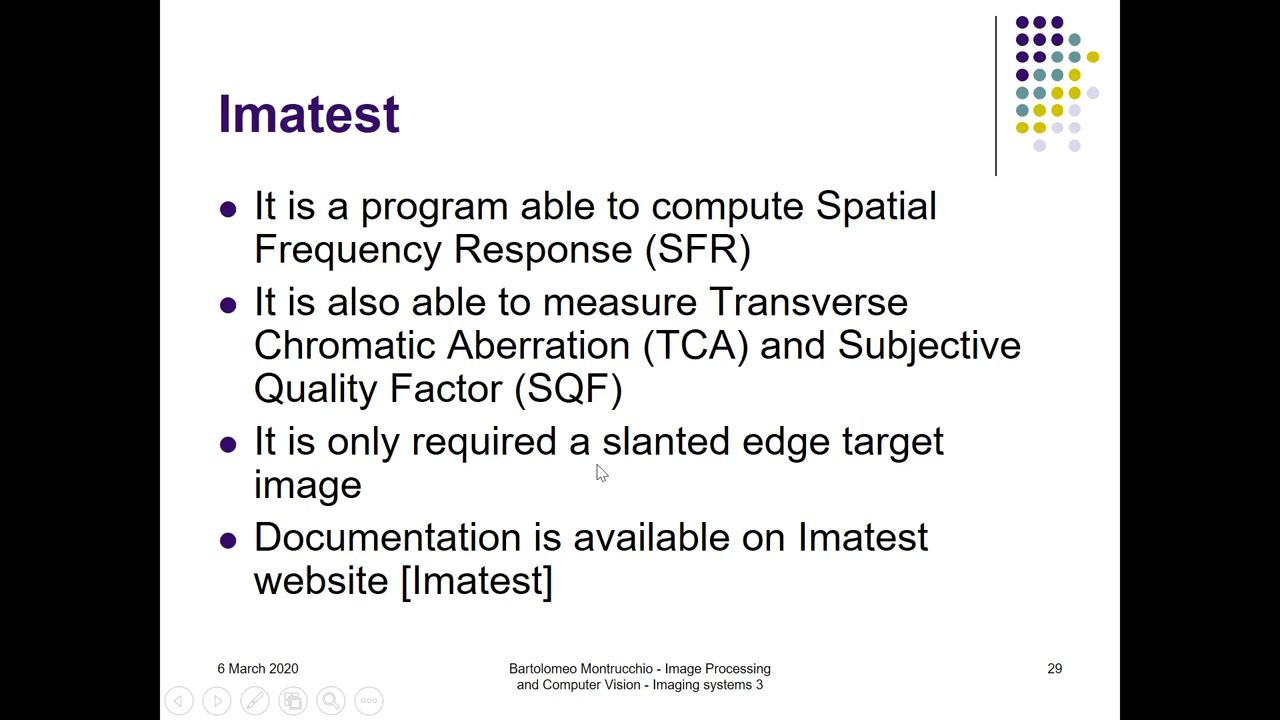 Imatest
It is a program able to compute Spatial
Frequency Response (SFR)
It is also able to measure Transverse
Chromatic Aberration (TCA) and Subjective
Quality Factor (SQF)
It is only required a slanted edge target
image
Documentation is available on Imatest
website [Imatest]
6 March 2020
Bartolomeo Montrucchio - Image Processing
and Computer Vision - Imaging systems 3
29